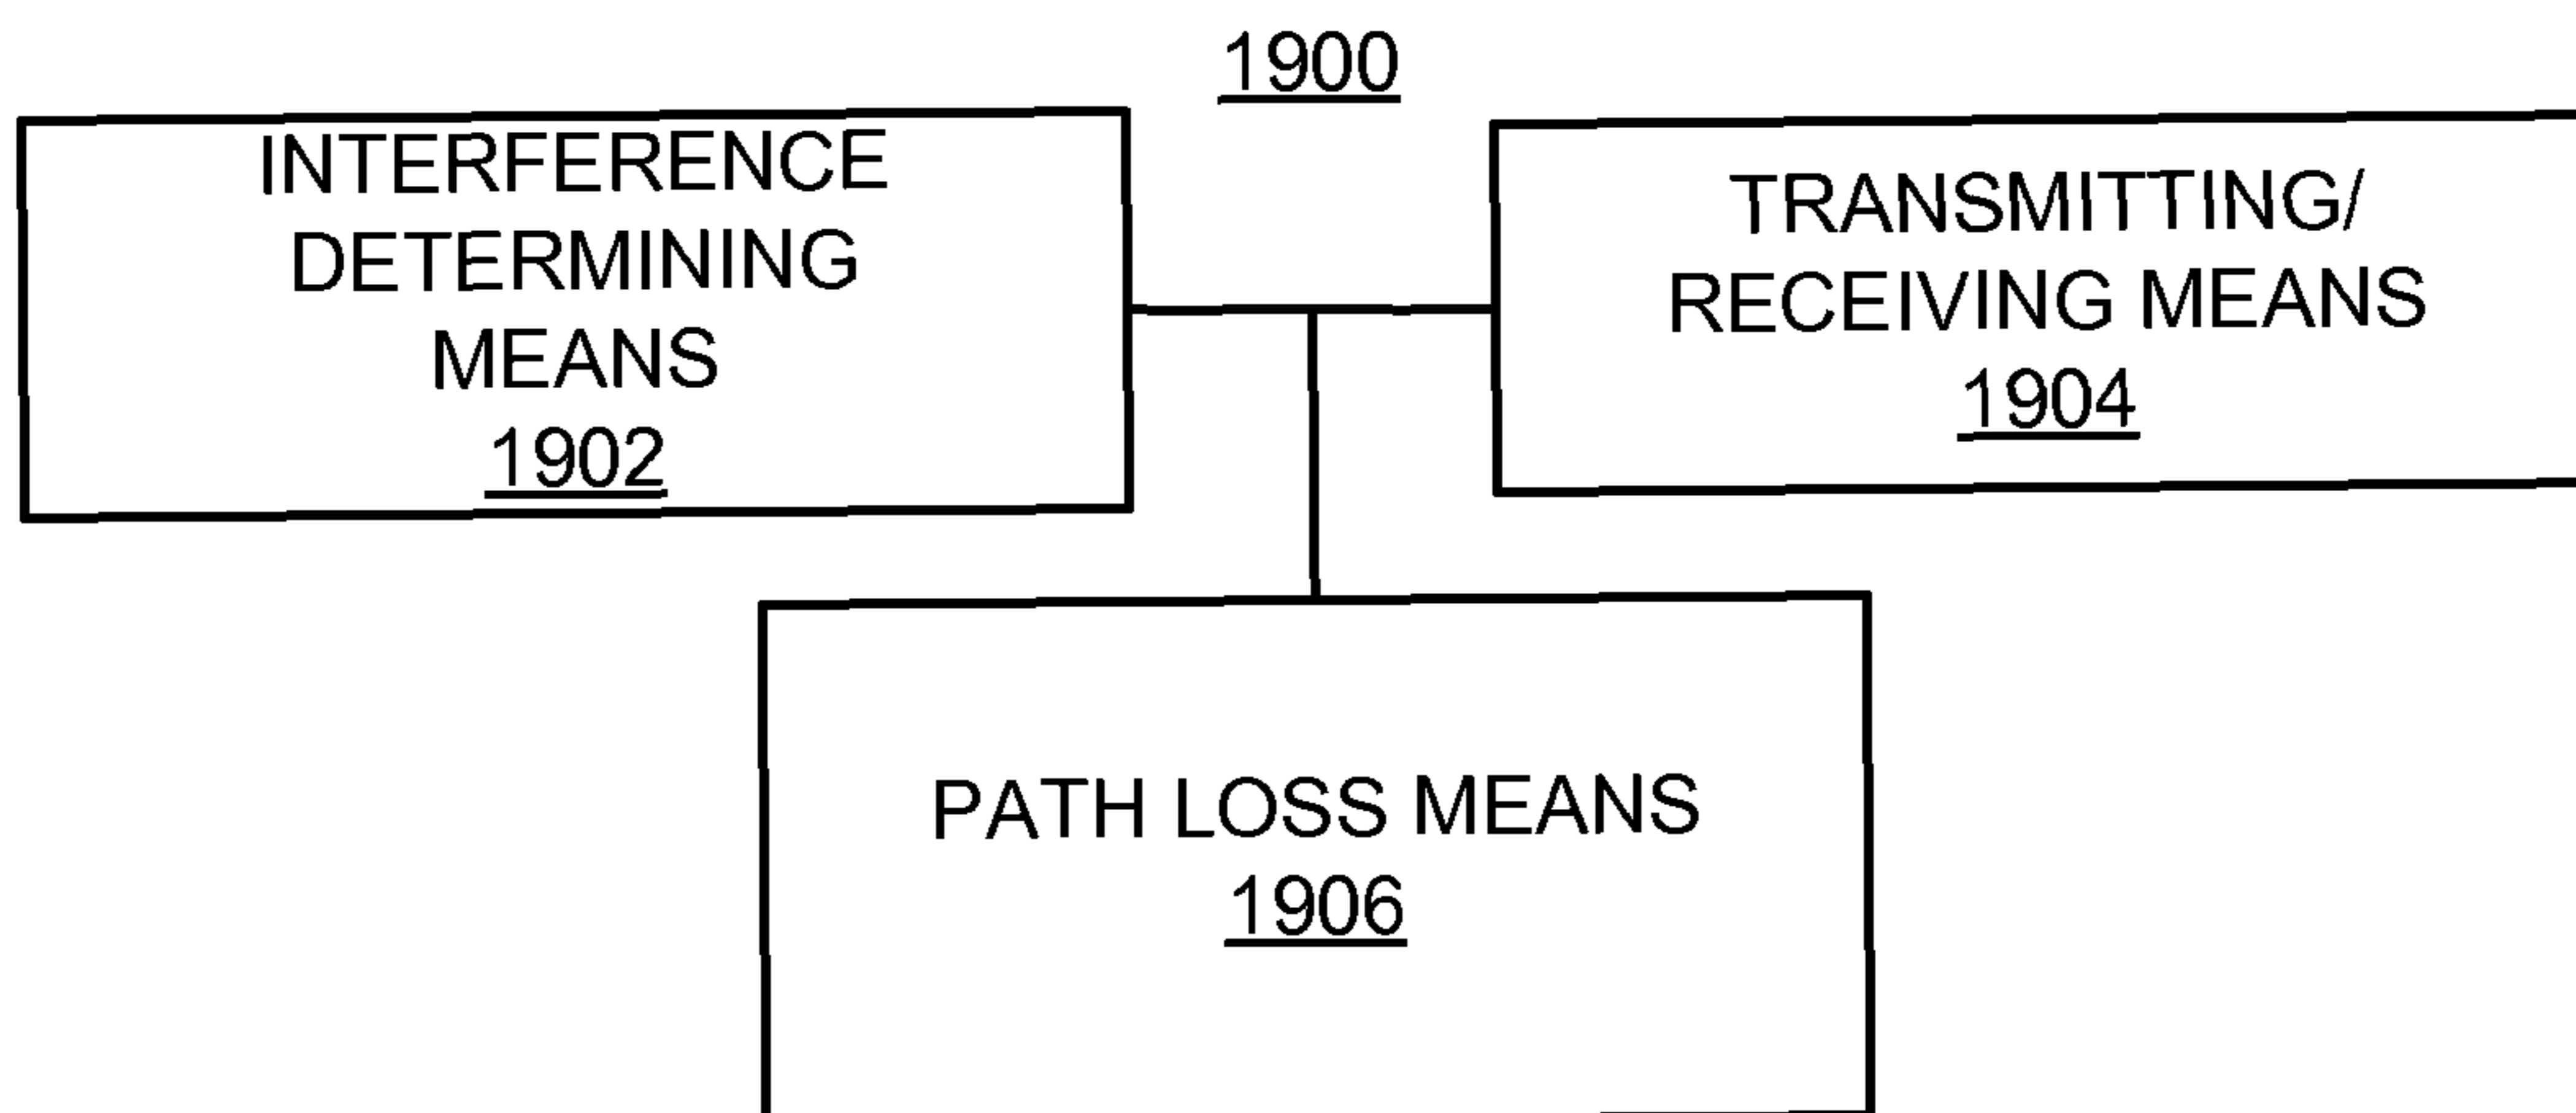 1900
INTERFERENCE
DETERMINING
MEANS
1902
TRANSMITTING/
RECEIVING MEANS
1904
PATH LOSS MEANS
1906